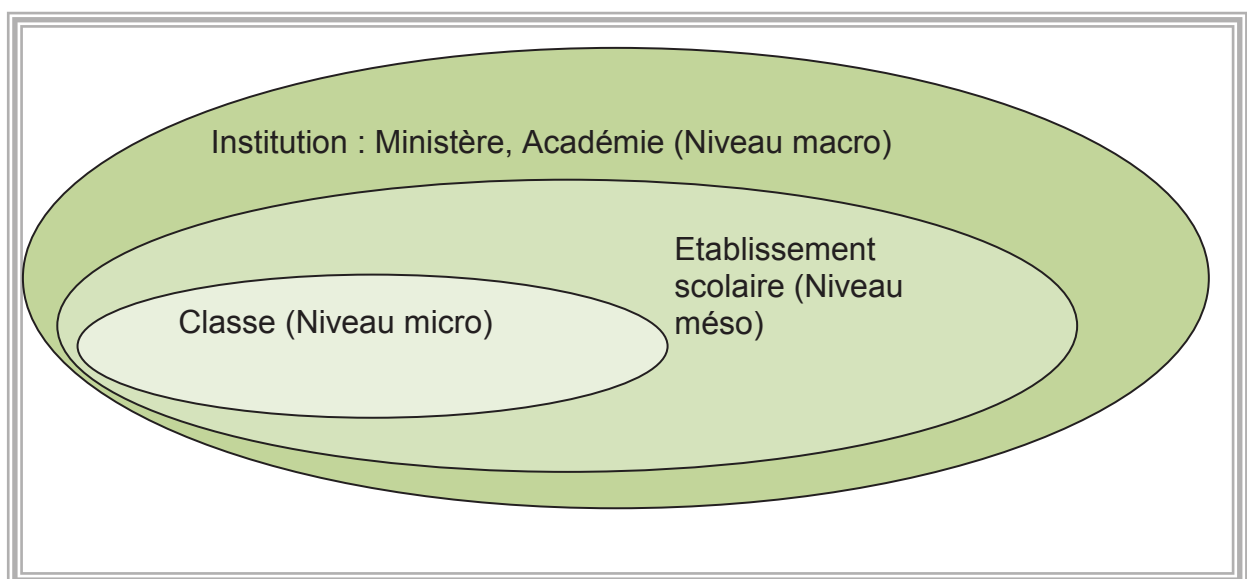 Institution : Ministère, Académie (Niveau macro)
Etablissement
scolaire (Niveau
méso)
Classe (Niveau micro)